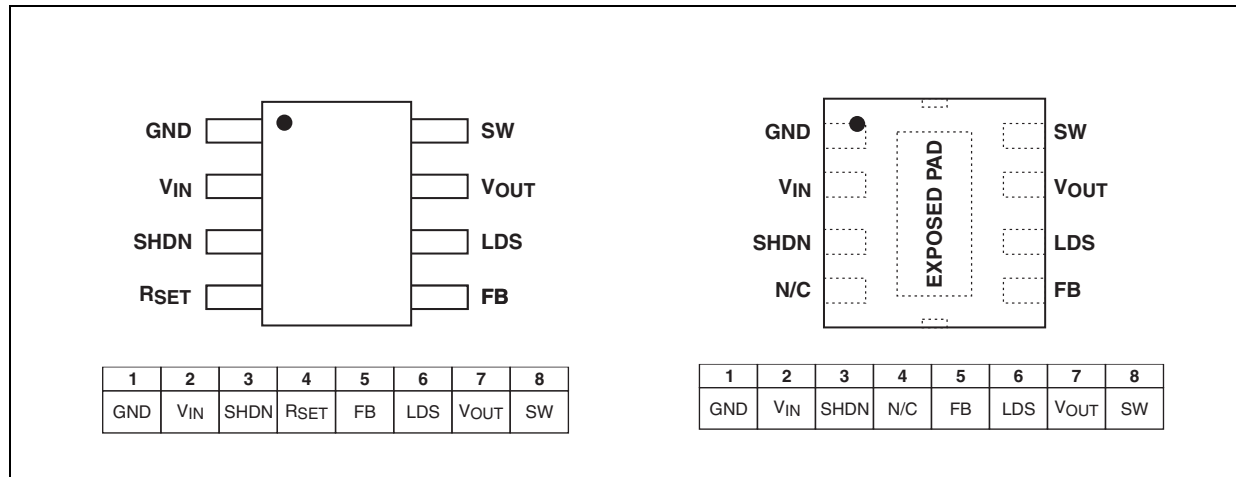 GND SW
VIN VOUT
SHDN LDS
RSET FB
1 2 3 4 5 6 7 8
GND VIN SHDN RSET FB LDS VOUT SW
GND SW
VIN VOUT
SHDN LDS
N/C FB
EXPOSED PAD
1 2 3 4 5 6 7 8
GND VIN SHDN N/C FB LDS VOUT SW